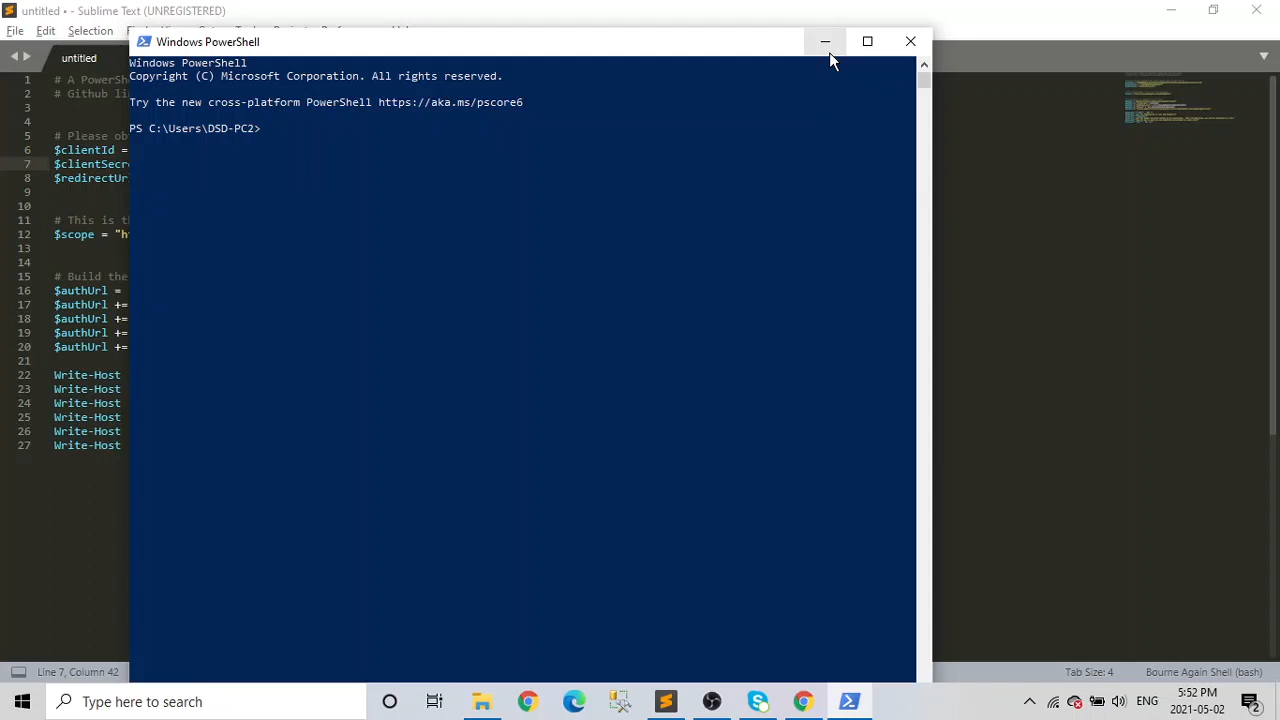 untitled • - Sublime Text (UNREGISTERED)
File Edit Selection
Windows PowerShell
untitled
Windows PowerShell
Copyright (C) Microsoft Corporation. All rights reserved.
Try the new cross-platform PowerShell https://aka.ms/pscore6
PS C:\Users\DSD-PC2>
1 # A PowerSh
2 # Github li
3
4
5 # Please ob
6 $clientId =
7 $clientSecre
8 $redirectUrl
9
10
11 # This is th
12 $scope = "ht
13
14
15 # Build the
16 $authUrl =
17 $authUrl +=
18 $authUrl +=
19 $authUrl +=
20 $authUrl +=
21
22 Write-Host
23 Write-Host
24 Write-Host
25 Write-Host
26 Write-Host
27 Write-Host
Line 7, Column 42
Tab Size: 4
Bourne Again Shell (bash)
Type here to search
ENG
5:52 PM
2021-05-02
2